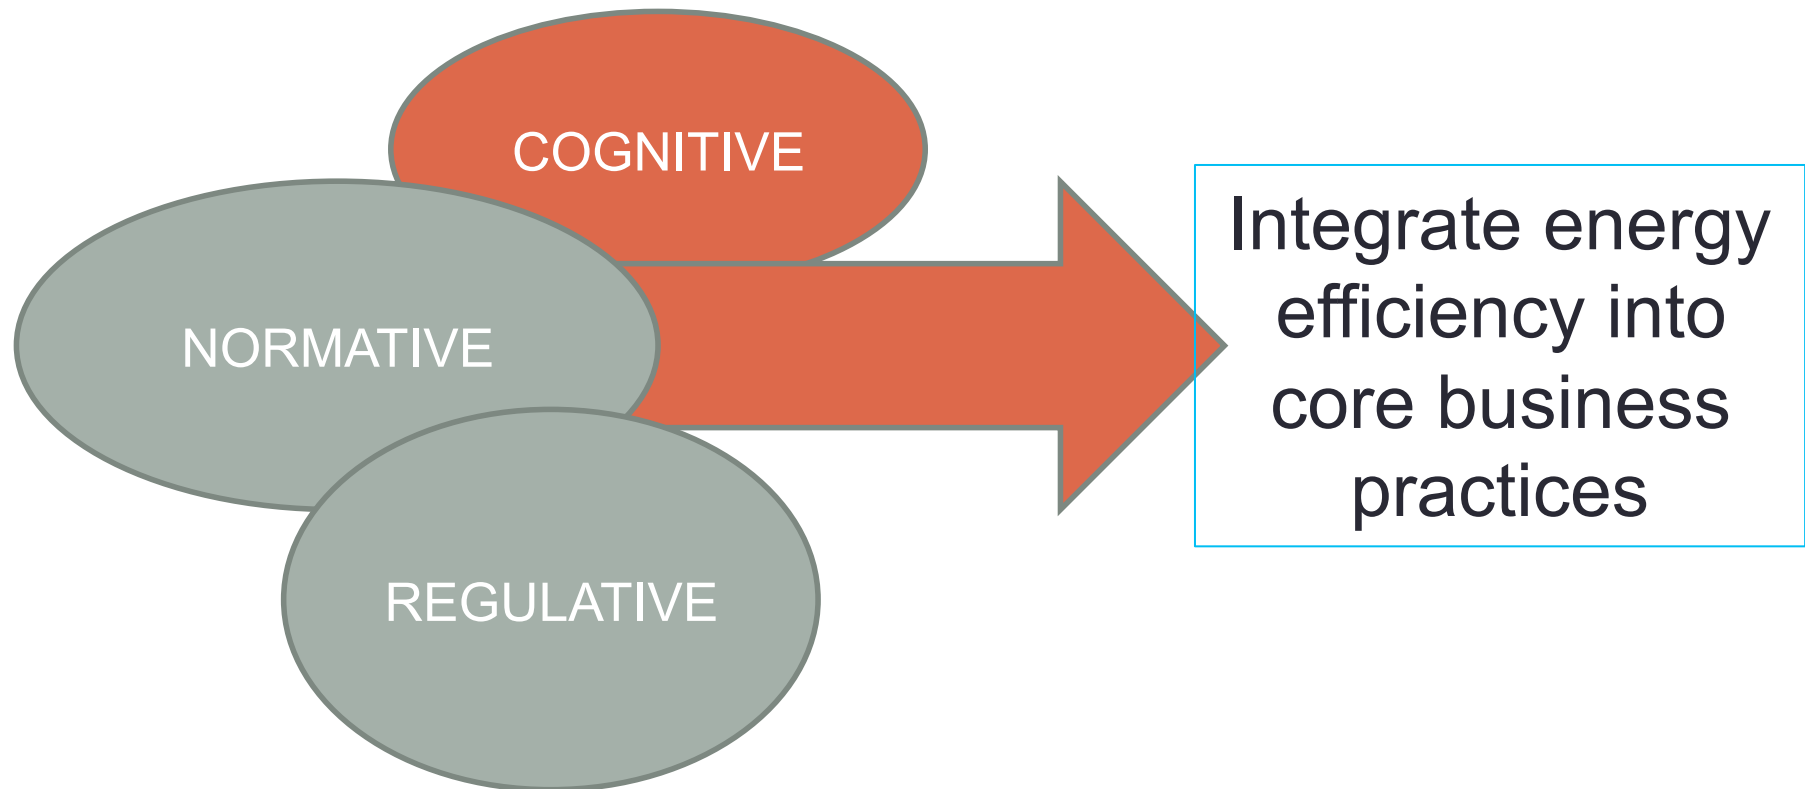 COGNITIVE
NORMATIVE
REGULATIVE
Integrate energy
efficiency into
core business
practices